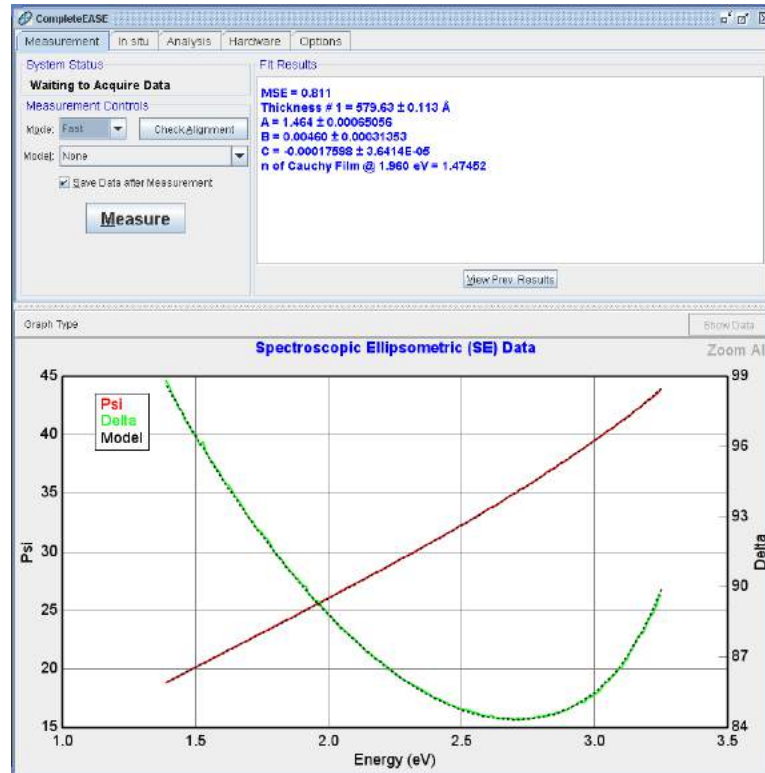 CompleteEASE
Measurement In situ Analysis Hardware Options
System Status
Waiting to Acquire Data
Measurement Controls
Mode: Fast Check Alignment
Model: None
Save Data after Measurement
Measure
Fit Results
MSE = 0.811
Thickness # 1 = 579.63 ± 0.113 Å
A = 1.464 ± 0.00065056
B = 0.00460 ± 0.00031353
C = -0.00017598 ± 3.6414E-05
n of Cauchy Film @ 1.960 eV = 1.47452
View Prev. Results
Graph Type Show Data
Spectroscopic Ellipsometric (SE) Data
Zoom Al
Psi
Delta
Model
45
40
35
30
25
20
15
Psi
99
96
93
90
87
84
Delta
1.0 1.5 2.0 2.5 3.0 3.5
Energy (eV)